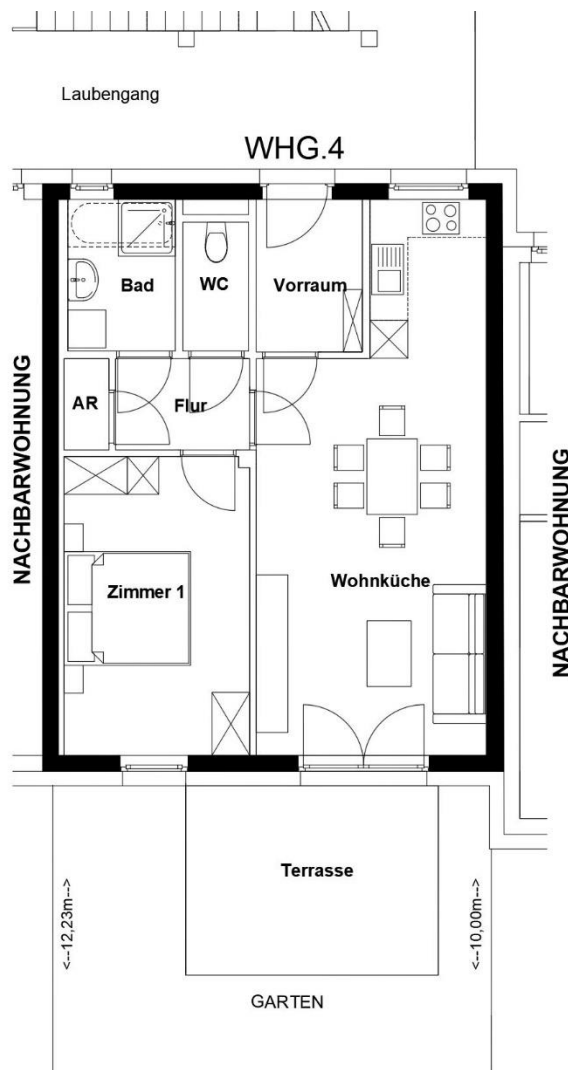 Laubengang
WHG.4
Bad
WC
Vorraum
AR
Flur
NACHBARWOHNUNG
NACHBARWOHNUNG
Zimmer 1
Wohnküche
Terrasse
<--12,23m-->
<--10,00m-->
GARTEN